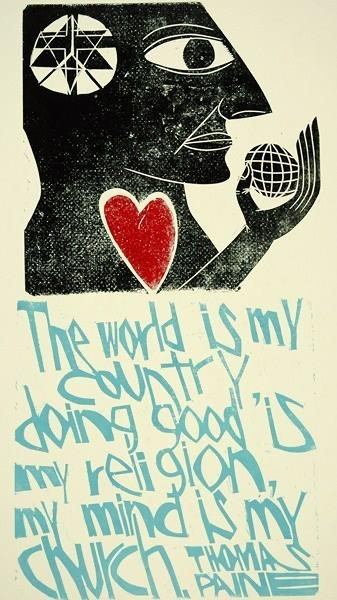 The world is my
country
doing good is
my religion,
my mind is my
church. THOMAS
PAINE